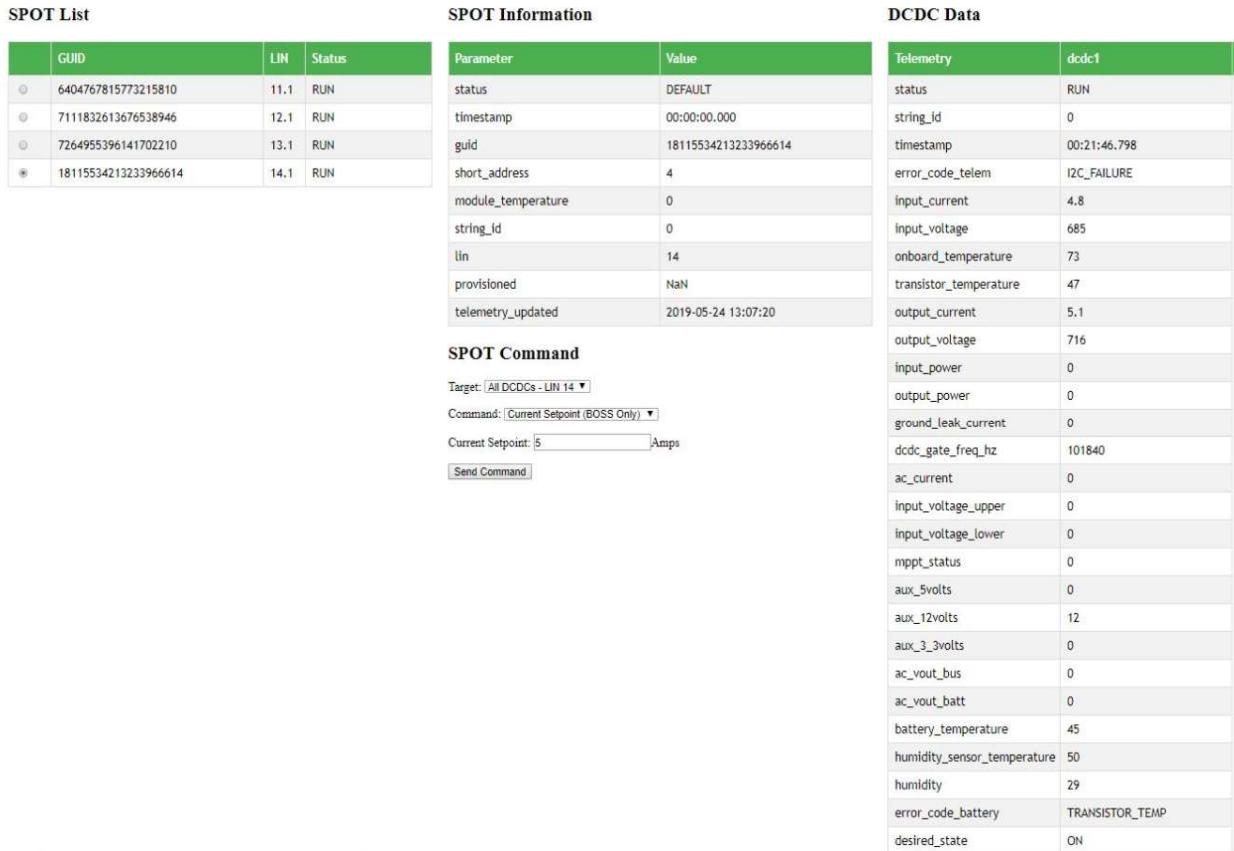 SPOT List
GUID LIN Status
6404767815773215810 11.1 RUN
7111832613676538946 12.1 RUN
7264955396141702210 13.1 RUN
18115534213233966614 14.1 RUN
SPOT Information
Parameter Value
status DEFAULT
timestamp 00:00:00.000
guid 18115534213233966614
short_address 4
module_temperature 0
string_id 0
lin 14
provisioned NaN
telemetry_updated 2019-05-24 13:07:20
SPOT Command
Target: All DCDCs - LIN 14
Command: Current Setpoint (BOSS Only)
Current Setpoint: 5 Amps
Send Command
DCDC Data
Telemetry dcdc1
status RUN
string_id 0
timestamp 00:21:46.798
error_code_telem I2C_FAILURE
input_current 4.8
input_voltage 685
onboard_temperature 73
transistor_temperature 47
output_current 5.1
output_voltage 716
input_power 0
output_power 0
ground_leak_current 0
dcdc_gate_freq_hz 101840
ac_current 0
input_voltage_upper 0
input_voltage_lower 0
mppt_status 0
aux_5volts 0
aux_12volts 12
aux_3_3volts 0
ac_vout_bus 0
ac_vout_batt 0
battery_temperature 45
humidity_sensor_temperature 50
humidity 29
error_code_battery TRANSISTOR_TEMP
desired_state ON